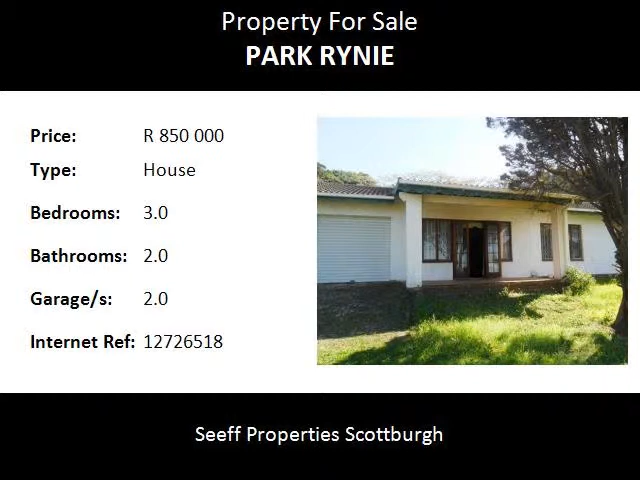 Property For Sale
PARK RYNIE
Price: R 850 000
Type: House
Bedrooms: 3.0
Bathrooms: 2.0
Garage/s: 2.0
Internet Ref: 12726518
Seeff Properties Scottburgh